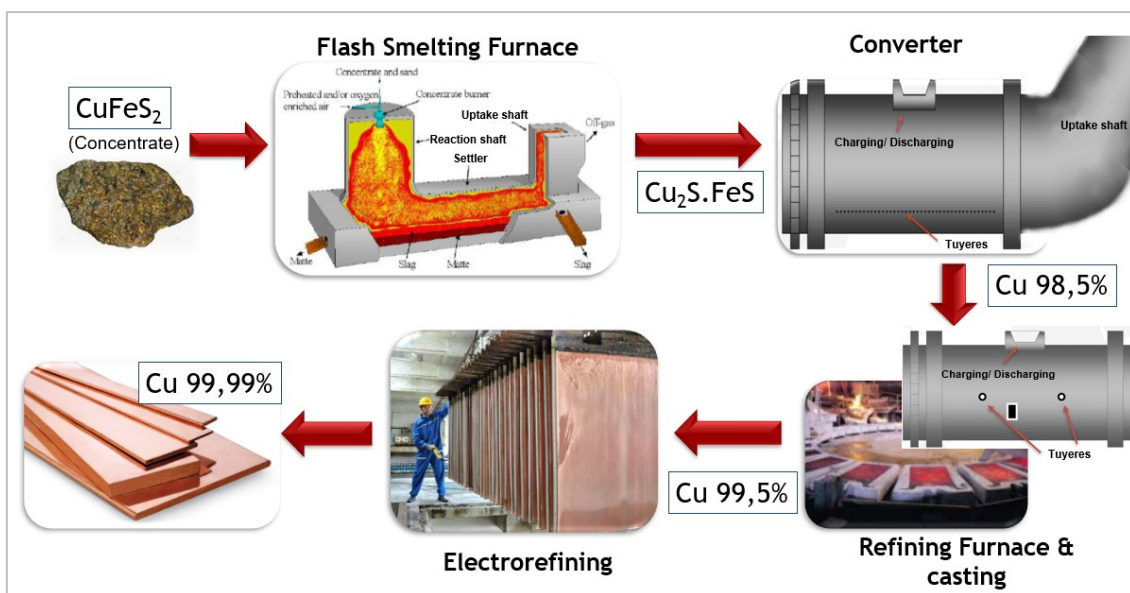 Flash Smelting Furnace
Converter
CuFeS₂
(Concentrate)
Concentrate and sand
Preheated and/or oxygen
enriched air
Concentrate burner
Uptake shaft
Off-gas
Reaction shaft
Settler
Matte
Slag
Matte
Slag
Cu₂S.FeS
Charging/ Discharging
Uptake shaft
Tuyeres
Cu 98,5%
Charging/ Discharging
Tuyeres
Refining Furnace &
casting
Cu 99,5%
Electrorefining
Cu 99,99%